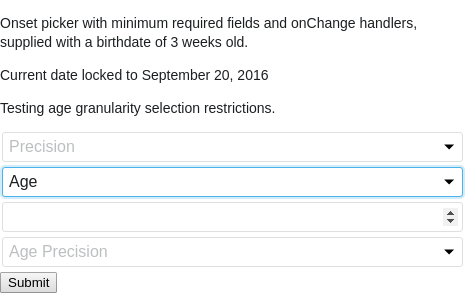 Onset picker with minimum required fields and onChange handlers,
supplied with a birthdate of 3 weeks old.
Current date locked to September 20, 2016
Testing age granularity selection restrictions.
Precision
Age
Age Precision
Submit